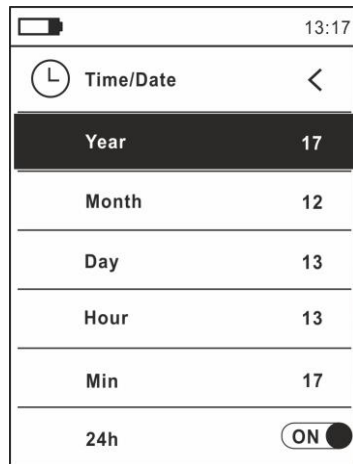 13:17
Time/Date <
Year 17
Month 12
Day 13
Hour 13
Min 17
24h ON